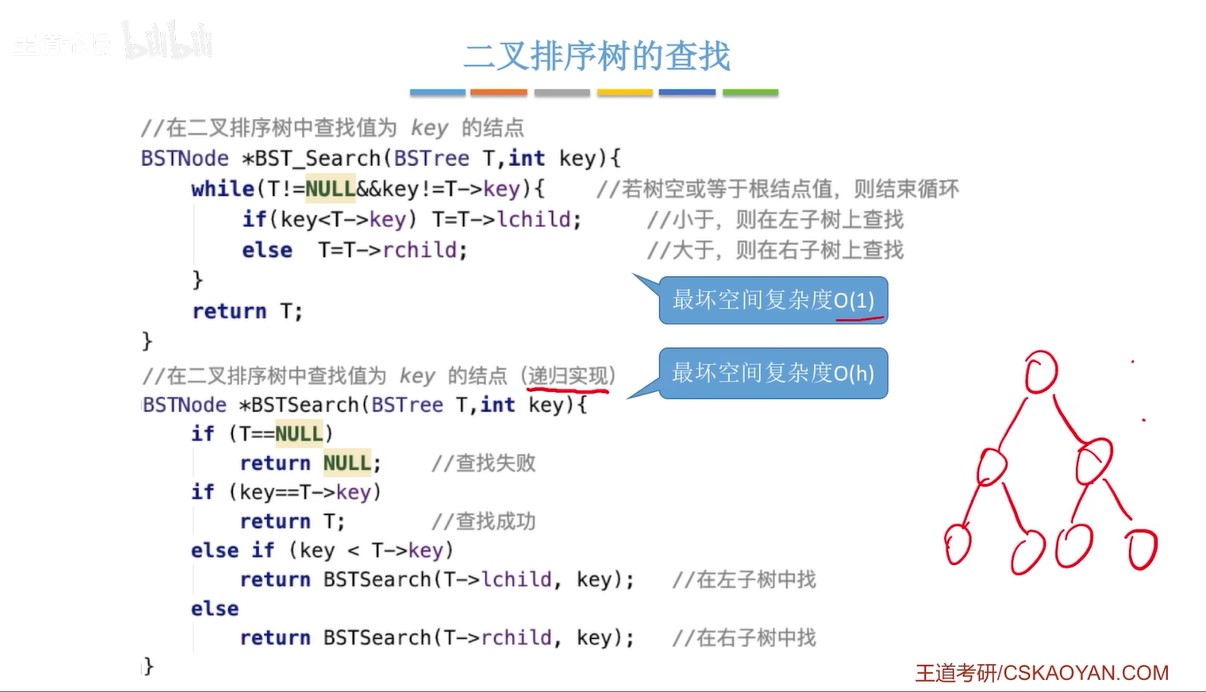 王道考研 bilibili
二叉排序树的查找
//在二叉排序树中查找值为 key 的结点
BSTNode *BST_Search(BSTree T,int key){
while(T!=NULL&&key!=T->key){ //若树空或等于根结点值，则结束循环
if(key<T->key) T=T->lchild; //小于，则在左子树上查找
else T=T->rchild; //大于，则在右子树上查找
}
return T;
}
最坏空间复杂度O(1)
//在二叉排序树中查找值为 key 的结点（递归实现）
最坏空间复杂度O(h)
BSTNode *BSTSearch(BSTree T,int key){
if (T==NULL)
return NULL; //查找失败
if (key==T->key)
return T; //查找成功
else if (key < T->key)
return BSTSearch(T->lchild, key); //在左子树中找
else
return BSTSearch(T->rchild, key); //在右子树中找
}
王道考研/CSKAOYAN.COM